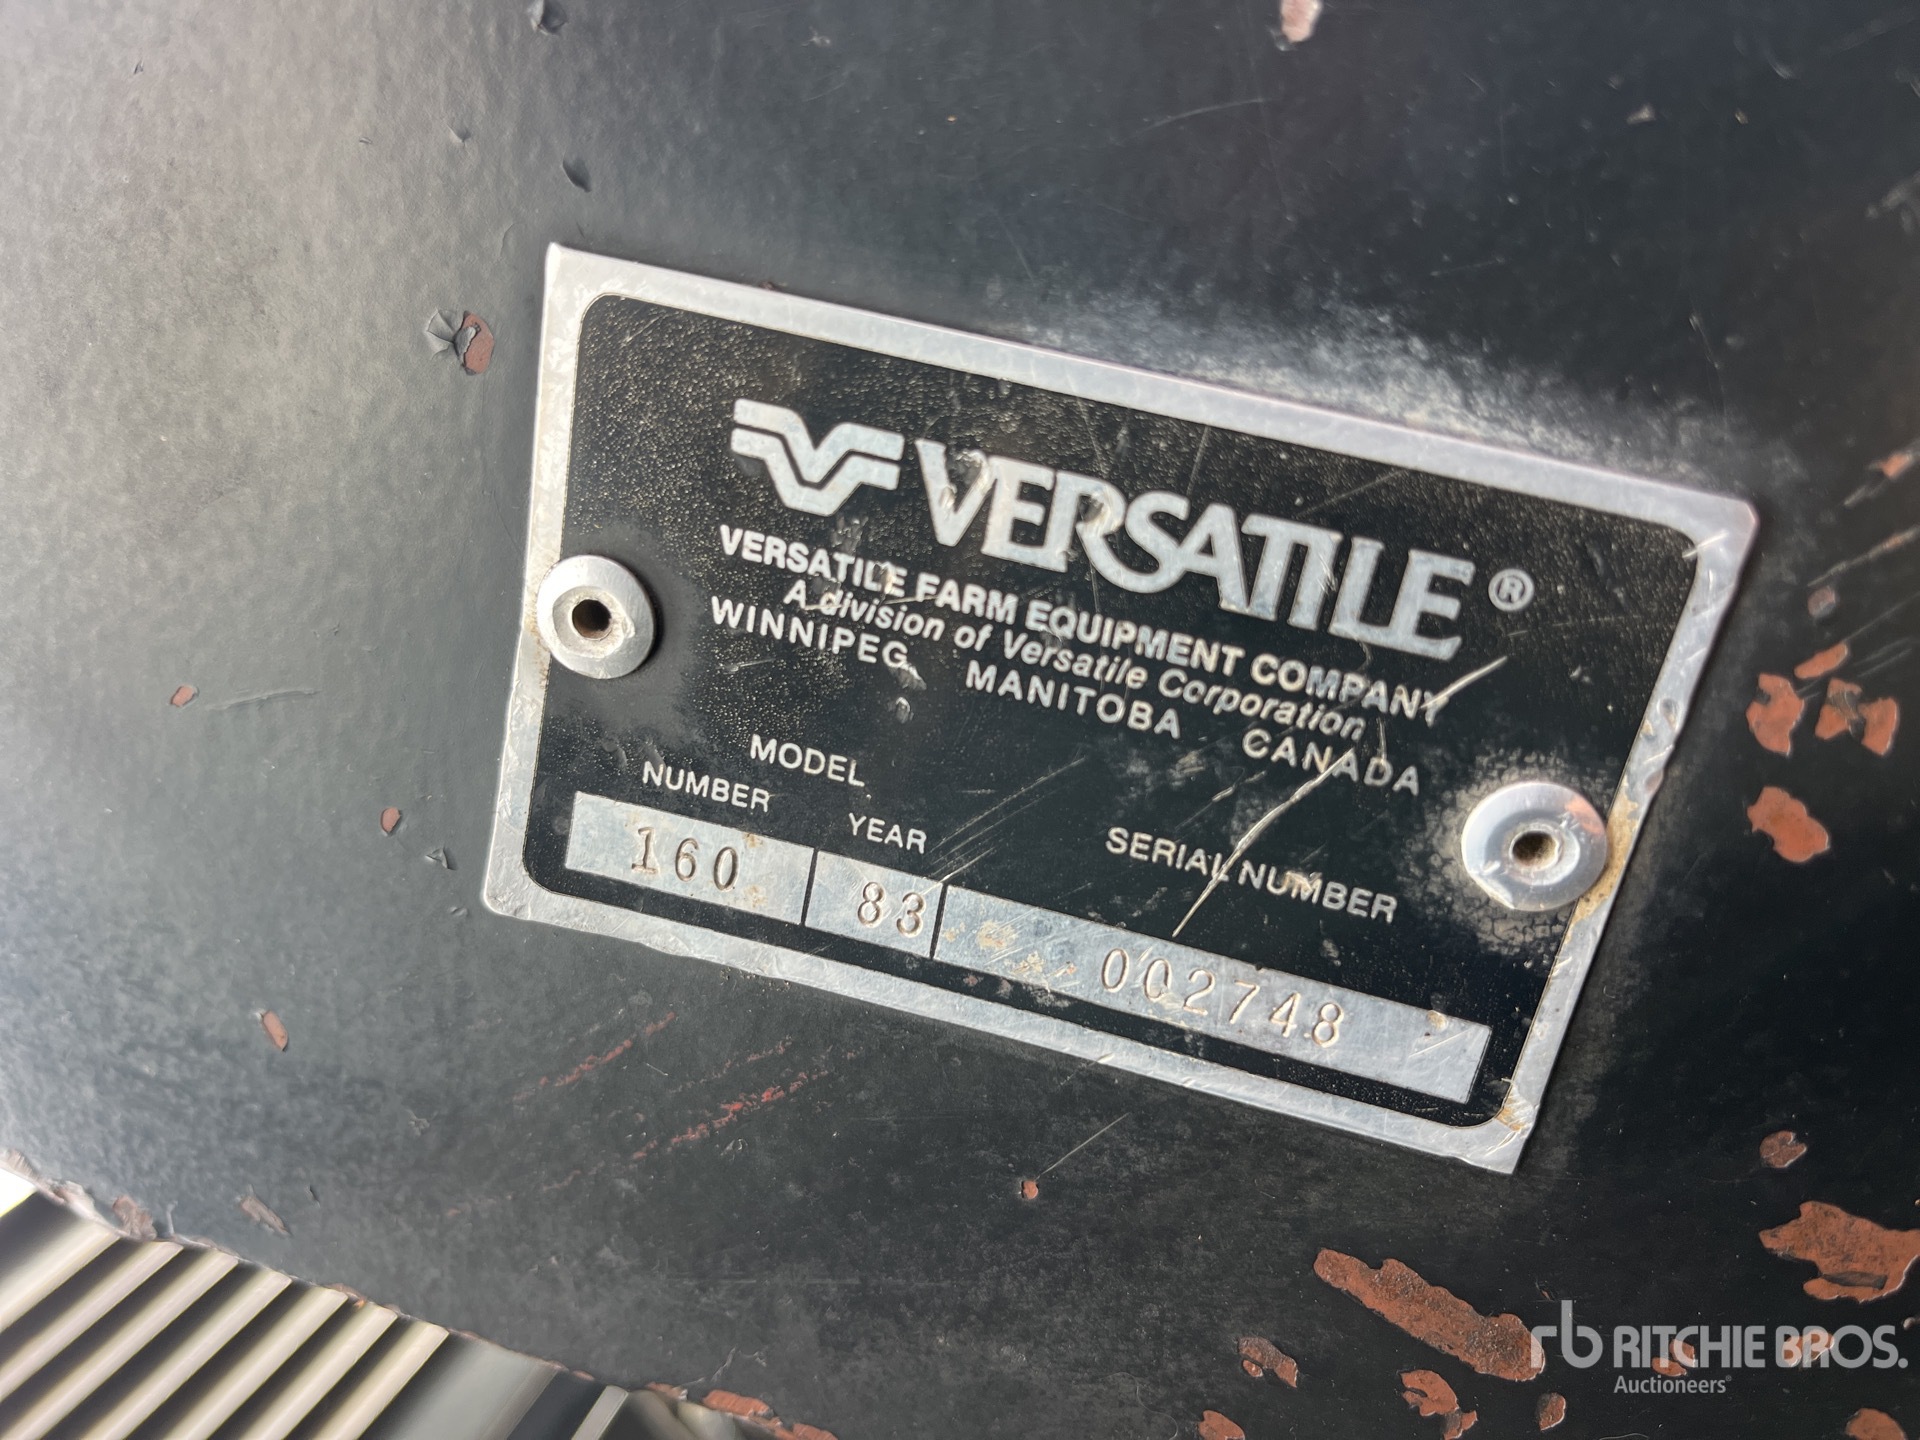 VERSATILE®
VERSATILE FARM EQUIPMENT COMPANY
A division of Versatile Corporation
WINNIPEG, MANITOBA CANADA
MODEL
NUMBER YEAR SERIAL NUMBER
160 83 002748
rb RITCHIE BROS.
Auctioneers